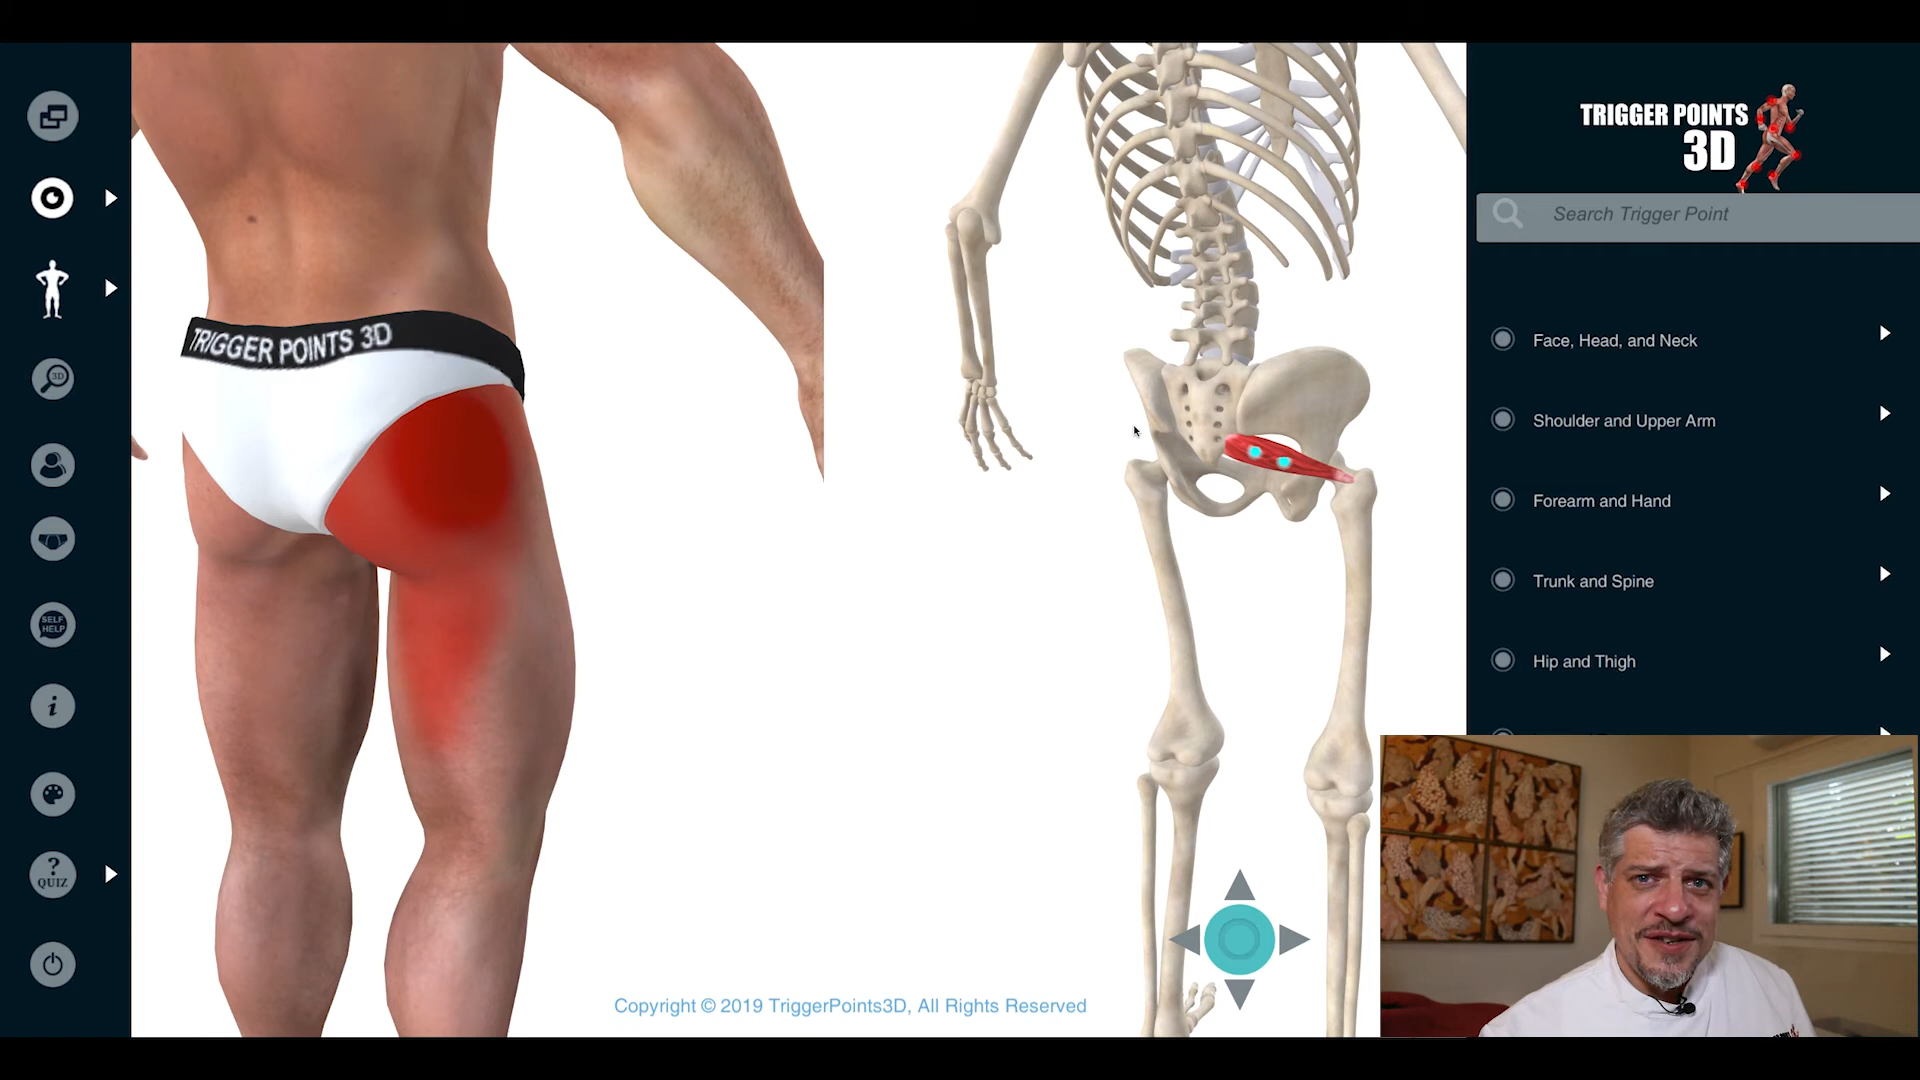 TRIGGER POINTS
3D
Search Trigger Point
TRIGGER POINTS 3D
3D
Face, Head, and Neck
Shoulder and Upper Arm
Forearm and Hand
Trunk and Spine
Hip and Thigh
SELF
HELP
i
?
QUIZ
Copyright © 2019 TriggerPoints3D, All Rights Reserved